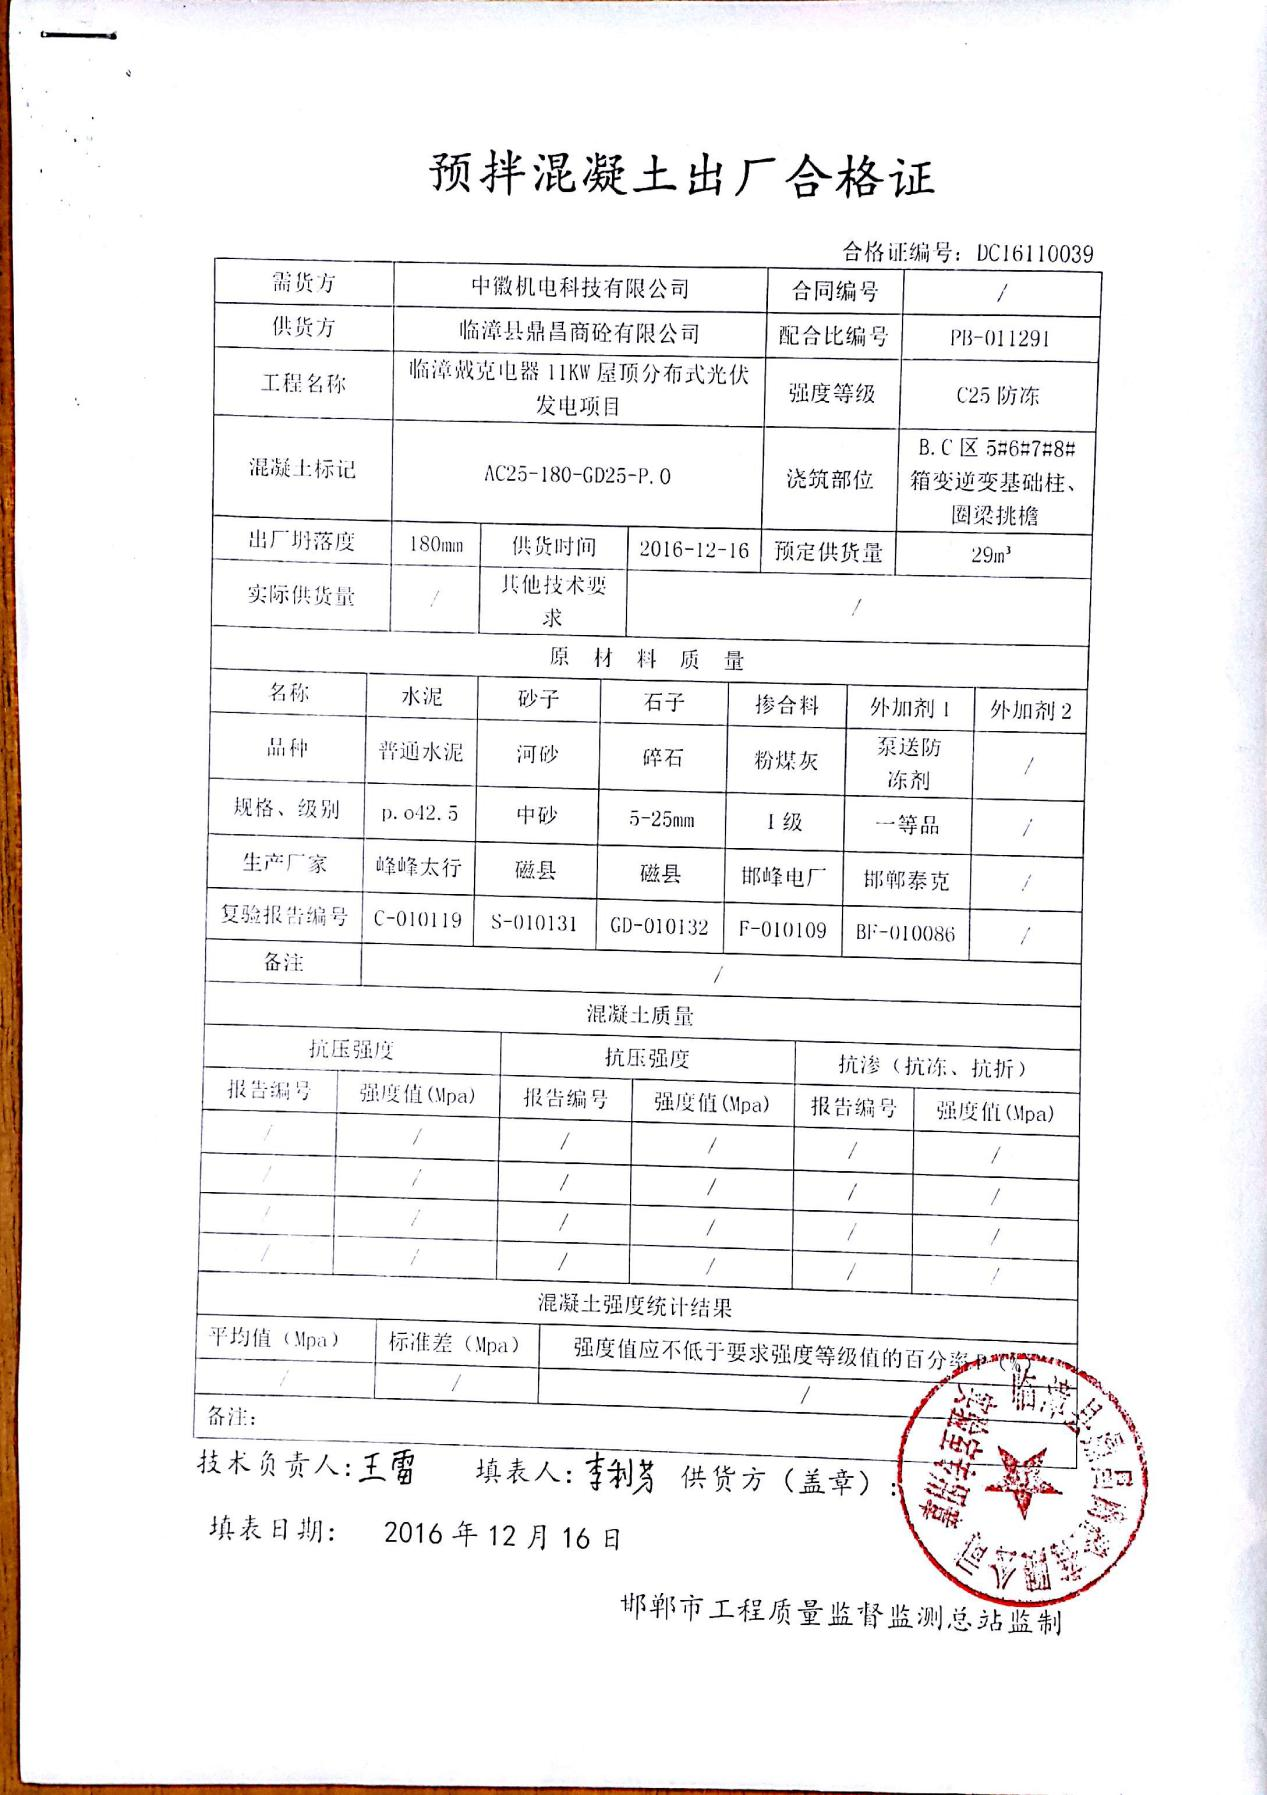 预拌混凝土出厂合格证
合格证编号：DC16110039
需货方 中徽机电科技有限公司 合同编号 /
供货方 临漳县鼎昌商砼有限公司 配合比编号 PB-011291
工程名称 临漳戴克电器11KW屋顶分布式光伏
发电项目 强度等级 C25防冻
混凝土标记 AC25-180-GD25-P.O 浇筑部位 B.C区5#6#7#8#
箱变逆变基础柱、
圈梁挑檐
出厂坍落度 180mm 供货时间 2016-12-16 预定供货量 29m³
实际供货量 / 其他技术要
求 /
原材料质量
名称 水泥 砂子 石子 掺合料 外加剂1 外加剂2
品种 普通水泥 河砂 碎石 粉煤灰 泵送防
冻剂 /
规格、级别 p.o42.5 中砂 5-25mm I级 一等品 /
生产厂家 峰峰太行 磁县 磁县 邯峰电厂 邯郸泰克 /
复验报告编号 C-010119 S-010131 GD-010132 F-010109 BF-010086 /
备注 /
混凝土质量
抗压强度 抗压强度 抗渗（抗冻、抗折）
报告编号 强度值(Mpa) 报告编号 强度值(Mpa) 报告编号 强度值(Mpa)
/ / / / / /
/ / / / / /
/ / / / / /
/ / / / / /
混凝土强度统计结果
平均值（Mpa） 标准差（Mpa） 强度值应不低于要求强度等级值的百分率P（%）
/ / /
备注：
技术负责人：王雷 填表人：李利芳 供货方（盖章）：
填表日期： 2016年12月16日
邯郸市工程质量监督监测总站监制